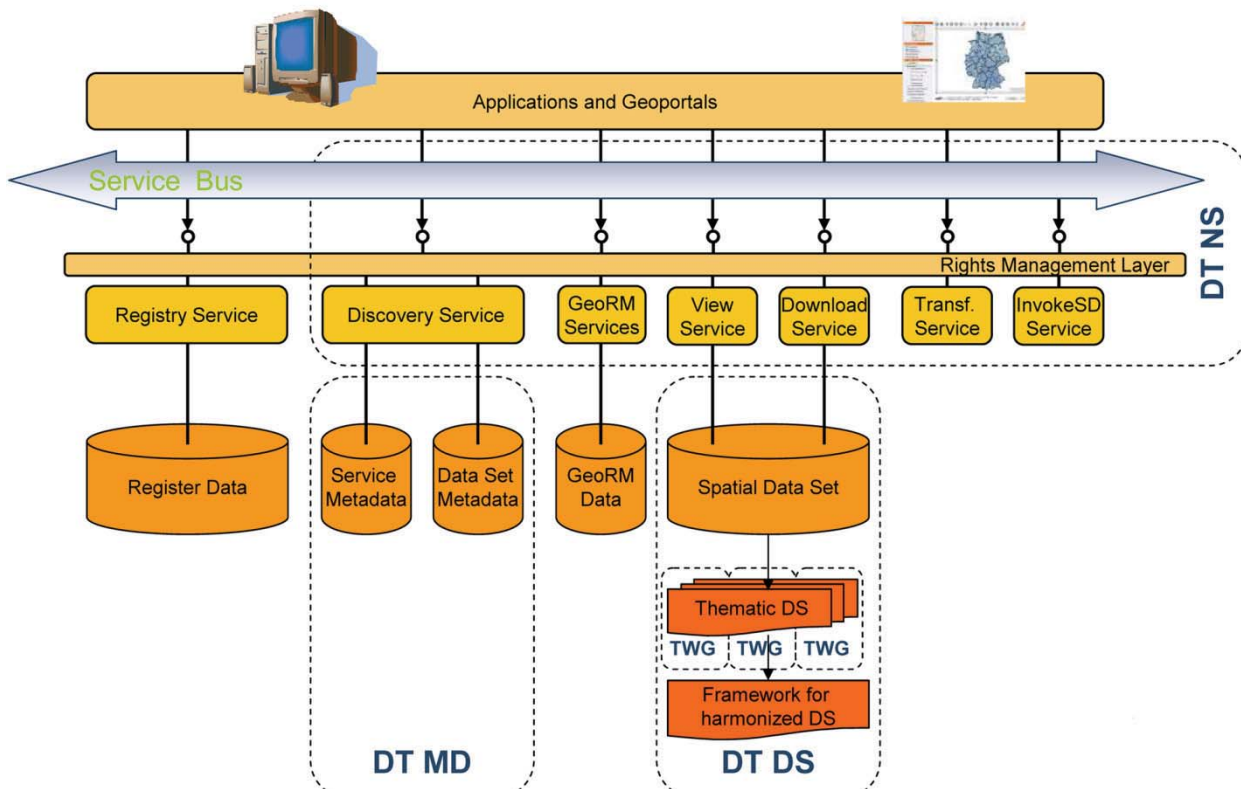 Applications and Geoportals
Service Bus
DT NS
Rights Management Layer
Registry Service
Discovery Service
GeoRM
Services
View
Service
Download
Service
Transf.
Service
InvokeSD
Service
Register Data
Service
Metadata
Data Set
Metadata
GeoRM
Data
Spatial Data Set
Thematic DS
TWG
TWG
TWG
Framework for
harmonized DS
DT MD
DT DS